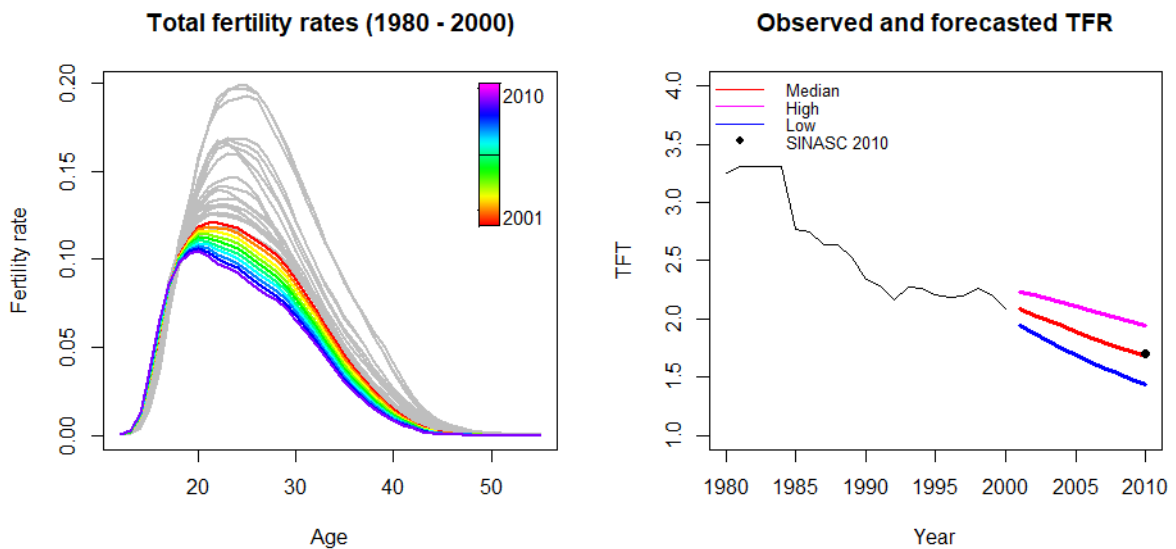 Total fertility rates (1980 - 2000)
Fertility rate
0.20
0.15
0.10
0.05
0.00
2010
2001
20 30 40 50
Age
Observed and forecasted TFR
TFT
4.0
3.5
3.0
2.5
2.0
1.5
1.0
Median
High
Low
SINASC 2010
1980 1985 1990 1995 2000 2005 2010
Year